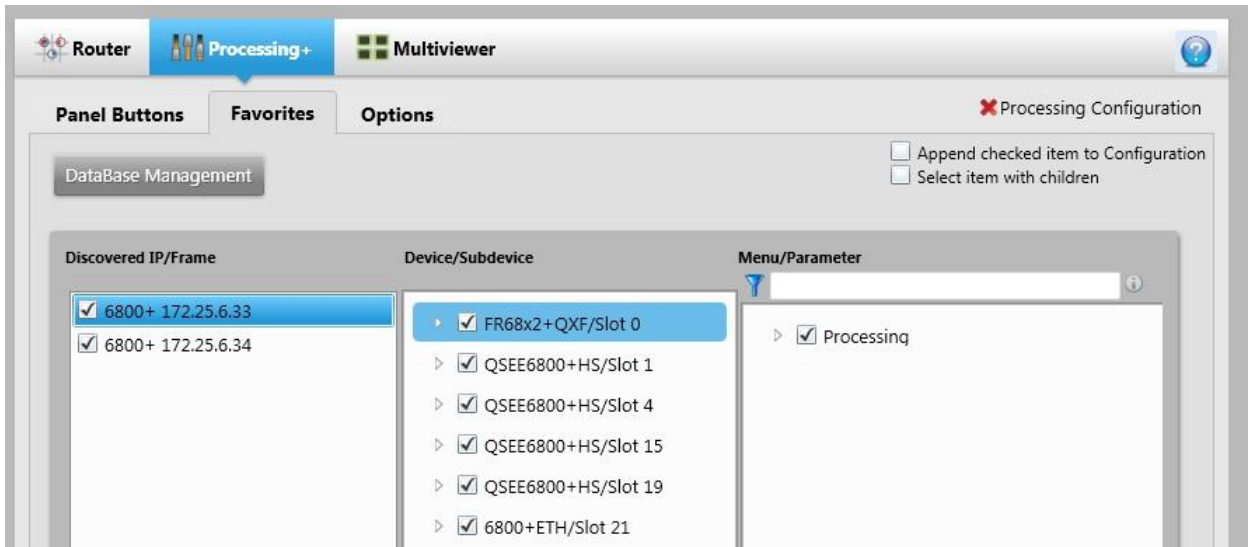 Router
Processing+
Multiviewer
?
Panel Buttons
Favorites
Options
Processing Configuration
DataBase Management
Append checked item to Configuration
Select item with children
Discovered IP/Frame
Device/Subdevice
Menu/Parameter
6800+ 172.25.6.33
6800+ 172.25.6.34
FR68x2+QXF/Slot 0
QSEE6800+HS/Slot 1
QSEE6800+HS/Slot 4
QSEE6800+HS/Slot 15
QSEE6800+HS/Slot 19
6800+ETH/Slot 21
Processing